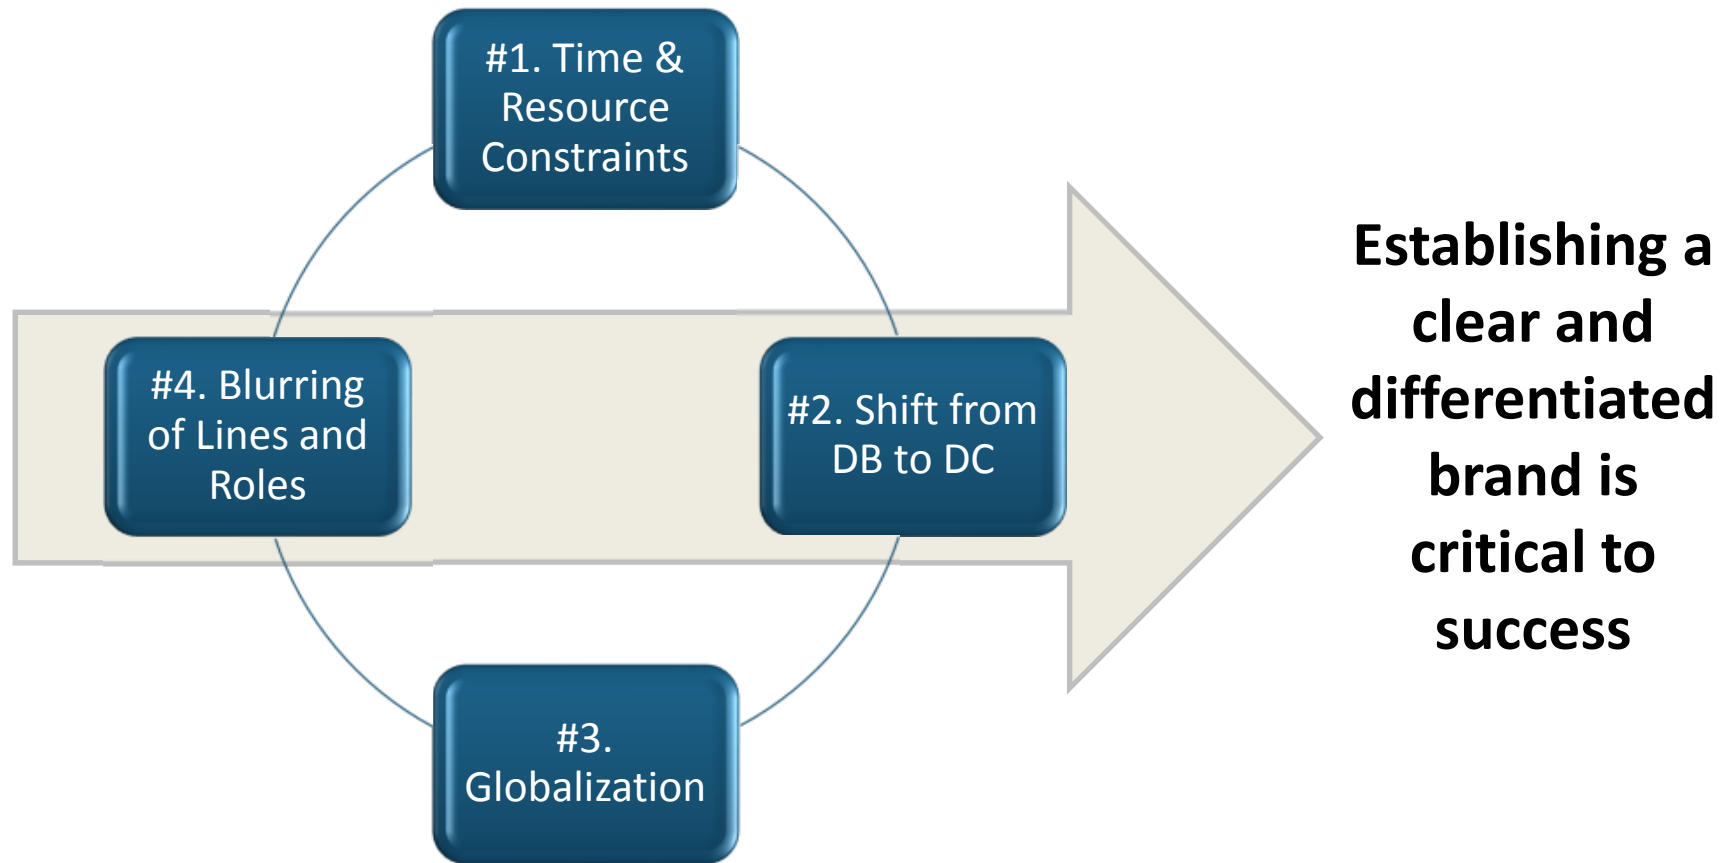 #1. Time &
Resource
Constraints
#4. Blurring
of Lines and
Roles
#2. Shift from
DB to DC
#3.
Globalization
Establishing a
clear and
differentiated
brand is
critical to
success